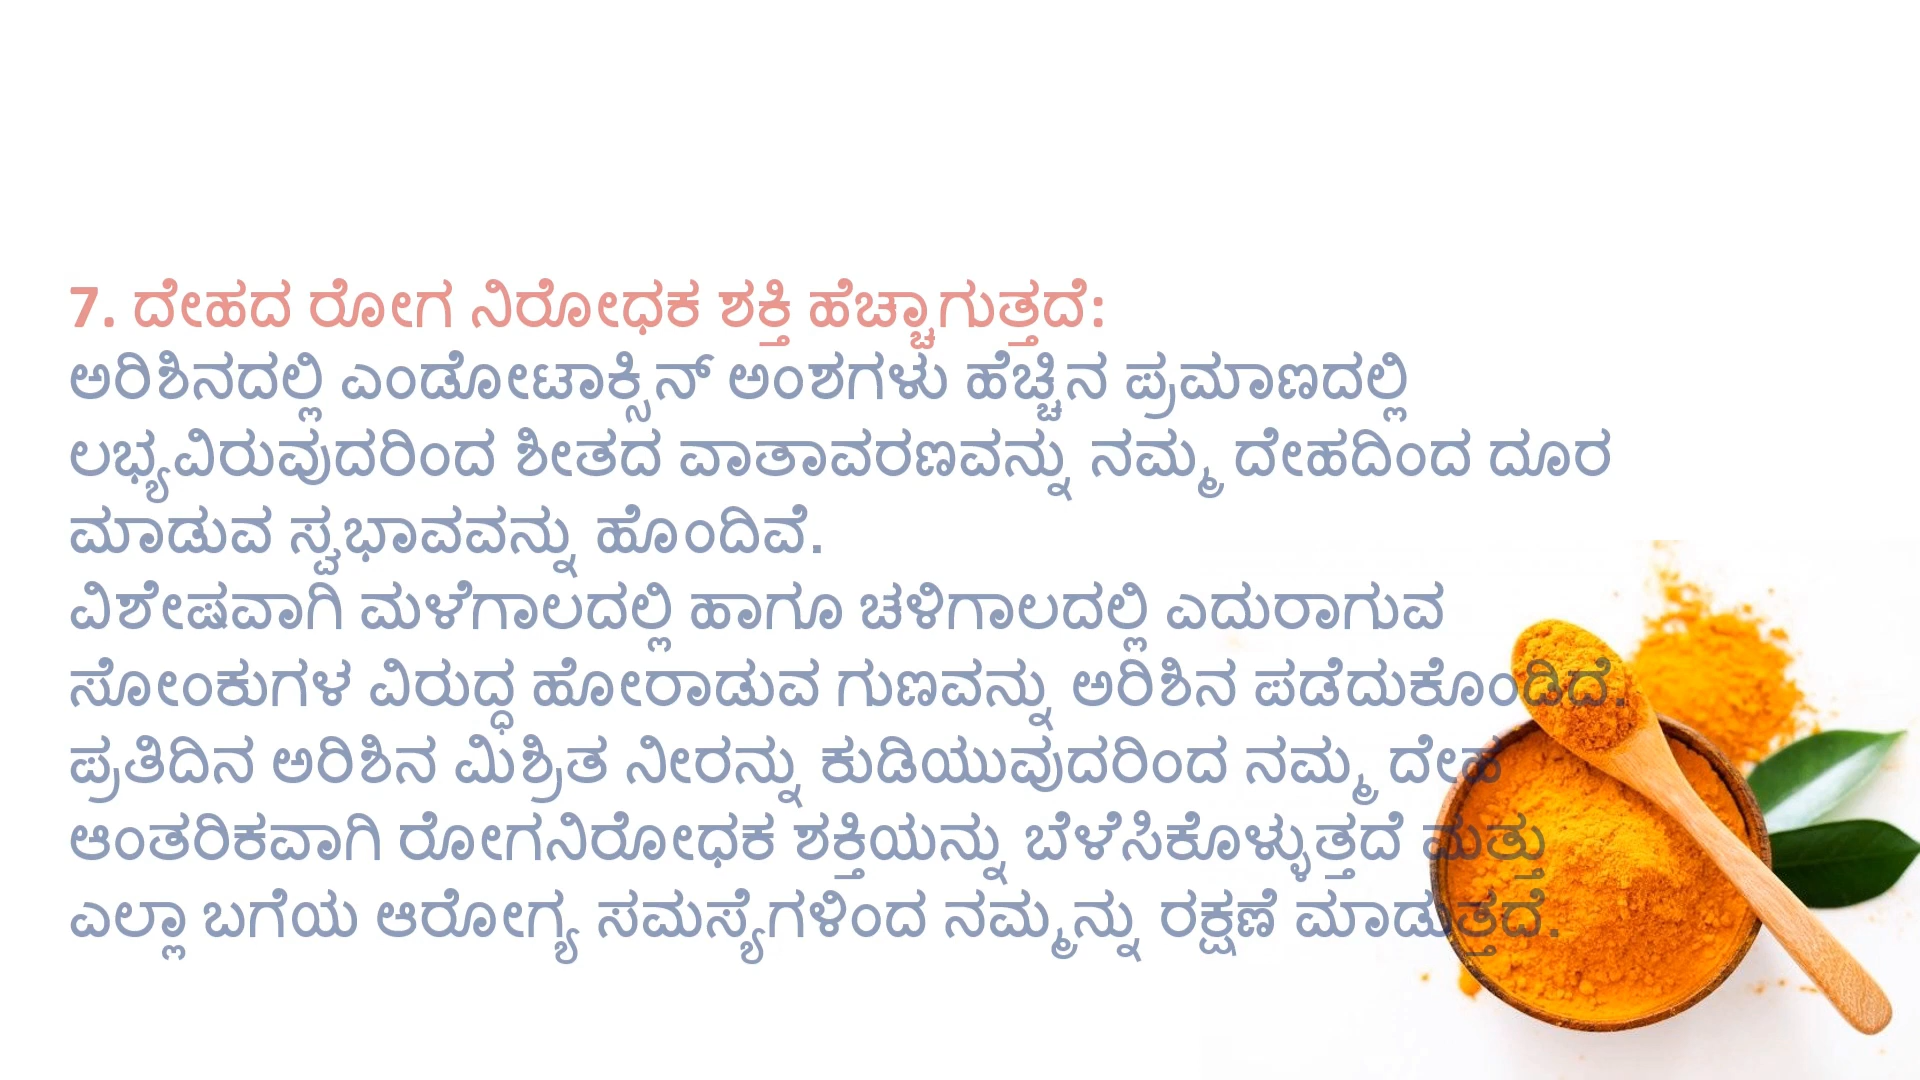 7. ದೇಹದ ರೋಗ ನಿರೋಧಕ ಶಕ್ತಿ ಹೆಚ್ಚಾಗುತ್ತದೆ:
ಅರಿಶಿನದಲ್ಲಿ ಎಂಡೋಟಾಕ್ಸಿನ್ ಅಂಶಗಳು ಹೆಚ್ಚಿನ ಪ್ರಮಾಣದಲ್ಲಿ
ಲಭ್ಯವಿರುವುದರಿಂದ ಶೀತದ ವಾತಾವರಣವನ್ನು ನಮ್ಮ ದೇಹದಿಂದ ದೂರ
ಮಾಡುವ ಸ್ವಭಾವವನ್ನು ಹೊಂದಿವೆ.
ವಿಶೇಷವಾಗಿ ಮಳೆಗಾಲದಲ್ಲಿ ಹಾಗೂ ಚಳಿಗಾಲದಲ್ಲಿ ಎದುರಾಗುವ
ಸೋಂಕುಗಳ ವಿರುದ್ಧ ಹೋರಾಡುವ ಗುಣವನ್ನು ಅರಿಶಿನ ಪಡೆದುಕೊಂಡಿದೆ.
ಪ್ರತಿದಿನ ಅರಿಶಿನ ಮಿಶ್ರಿತ ನೀರನ್ನು ಕುಡಿಯುವುದರಿಂದ ನಮ್ಮ ದೇಹ
ಆಂತರಿಕವಾಗಿ ರೋಗನಿರೋಧಕ ಶಕ್ತಿಯನ್ನು ಬೆಳೆಸಿಕೊಳ್ಳುತ್ತದೆ ಮತ್ತು
ಎಲ್ಲಾ ಬಗೆಯ ಆರೋಗ್ಯ ಸಮಸ್ಯೆಗಳಿಂದ ನಮ್ಮನ್ನು ರಕ್ಷಣೆ ಮಾಡುತ್ತದೆ.